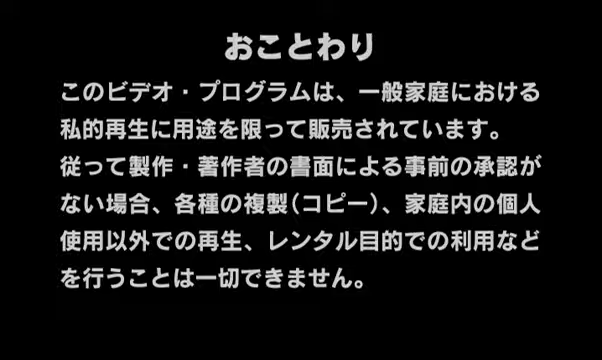 おことわり
このビデオ・プログラムは、一般家庭における
私的再生に用途を限って販売されています。
従って製作・著作者の書面による事前の承認が
ない場合、各種の複製(コピー)、家庭内の個人
使用以外での再生、レンタル目的での利用など
を行うことは一切できません。